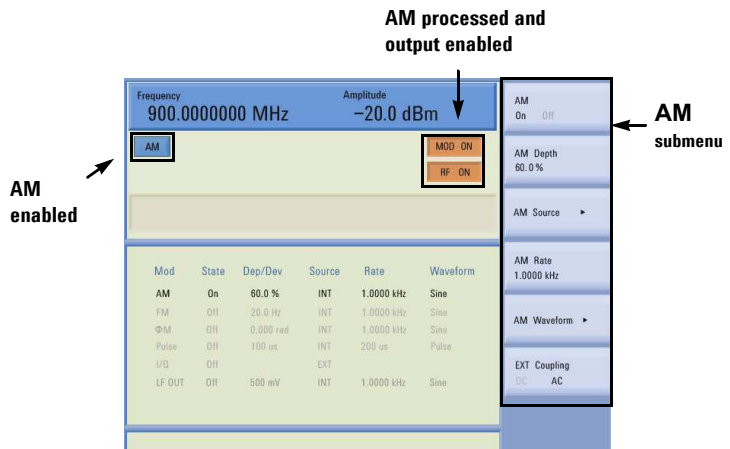 AM processed and
output enabled
Frequency
900.0000000 MHz
Amplitude
−20.0 dBm
AM
MOD ON
RF ON
AM
enabled
Mod State Dep/Dev Source Rate Waveform
AM On 60.0 % INT 1.0000 kHz Sine
FM Off 20.0 Hz INT 1.0000 kHz Sine
ΦM Off 0.000 rad INT 1.0000 kHz Sine
Pulse Off 100 us INT 200 us Pulse
I/Q Off EXT
LF OUT Off 500 mV INT 1.0000 kHz Sine
AM
On Off
AM Depth
60.0 %
AM Source ▸
AM Rate
1.0000 kHz
AM Waveform ▸
EXT Coupling
DC AC
AM
submenu